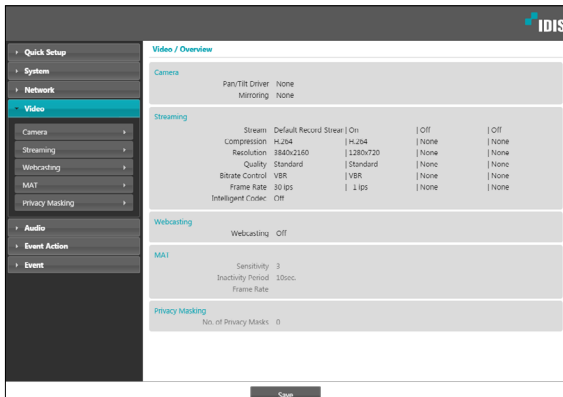 IDIS
Quick Setup
System
Network
Video
Camera
Streaming
Webcasting
MAT
Privacy Masking
Audio
Event Action
Event
Video / Overview
Camera
Pan/Tilt Driver None
Mirroring None
Streaming
Stream Default Record Strear | On | Off | Off
Compression H.264 | H.264 | None | None
Resolution 3840x2160 | 1280x720 | None | None
Quality Standard | Standard | None | None
Bitrate Control VBR | VBR | None | None
Frame Rate 30 ips | 1 ips | None | None
Intelligent Codec Off
Webcasting
Webcasting Off
MAT
Sensitivity 3
Inactivity Period 10sec.
Frame Rate
Privacy Masking
No. of Privacy Masks 0
Save